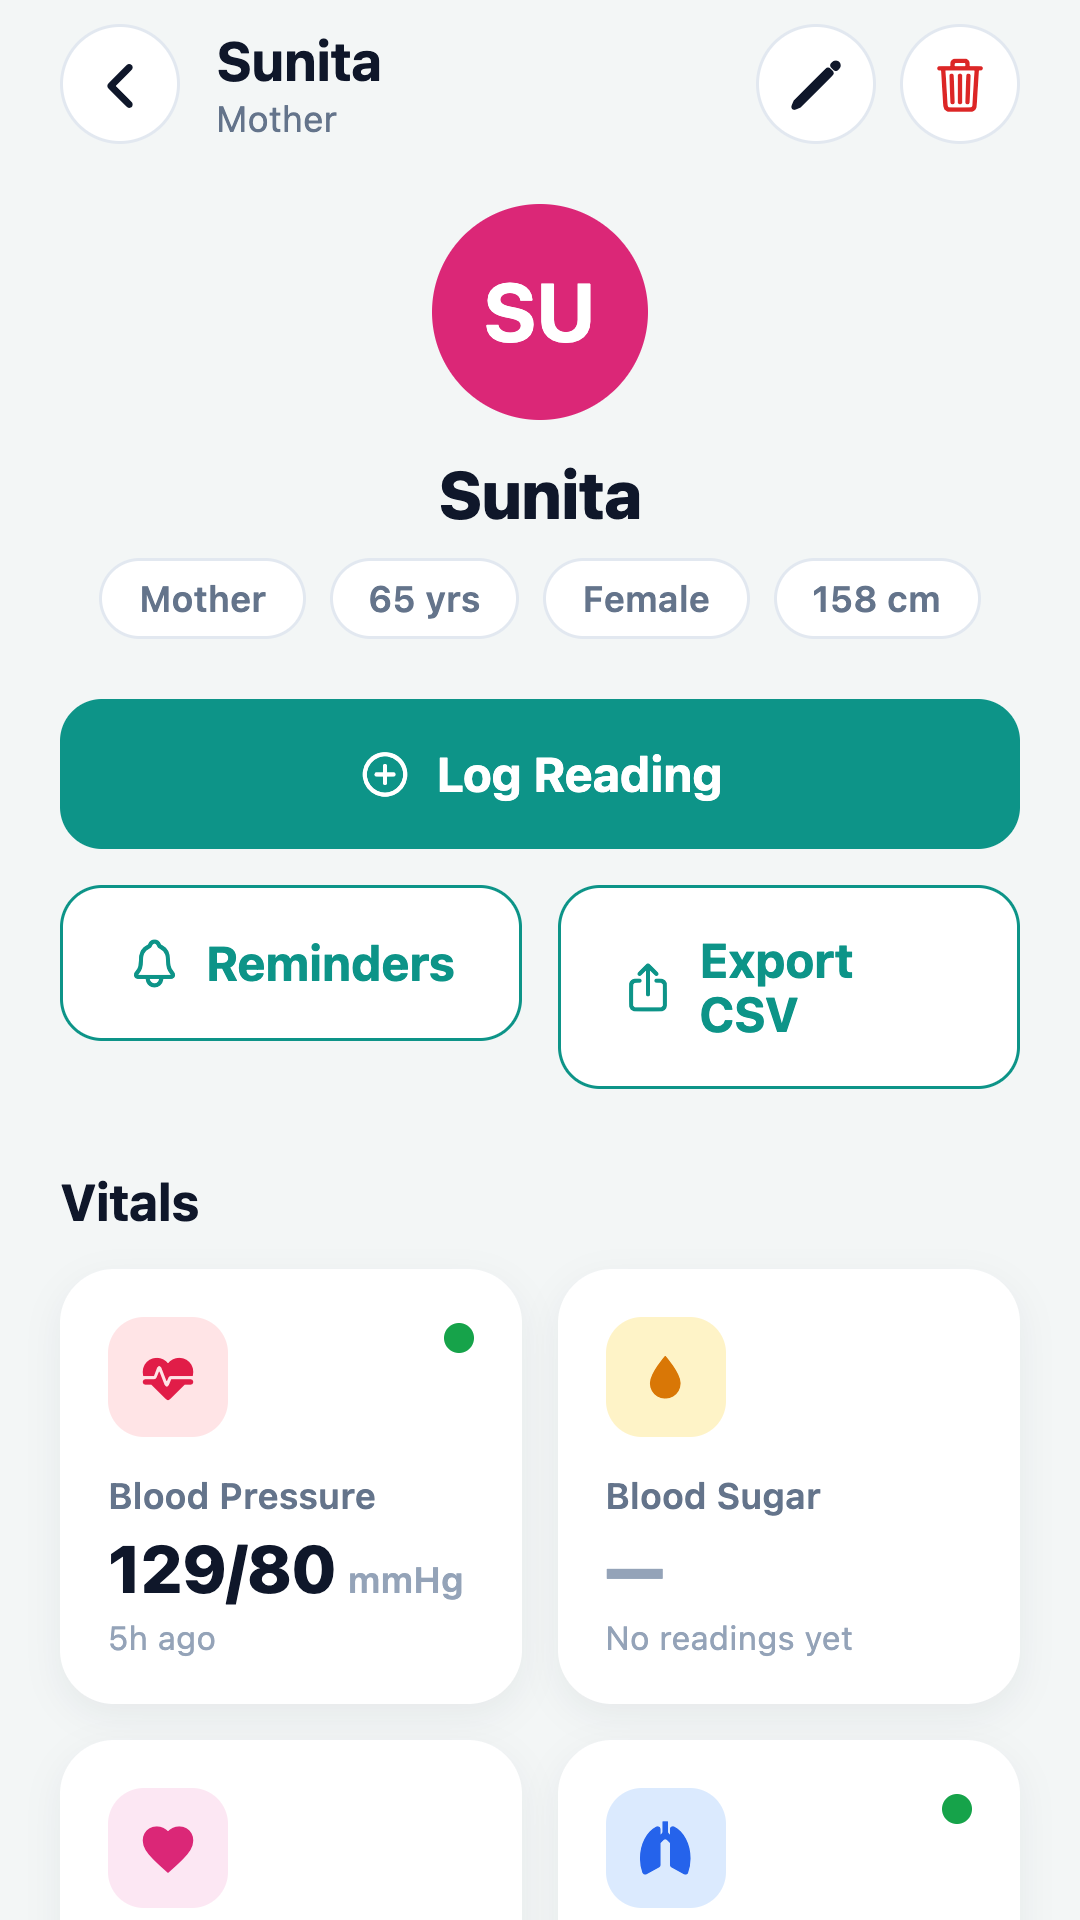 Sunita
Mother
SU
Sunita
Mother
65 yrs
Female
158 cm
Log Reading
Reminders
Export
CSV
Vitals
Blood Pressure
129/80 mmHg
5h ago
Blood Sugar
—
No readings yet